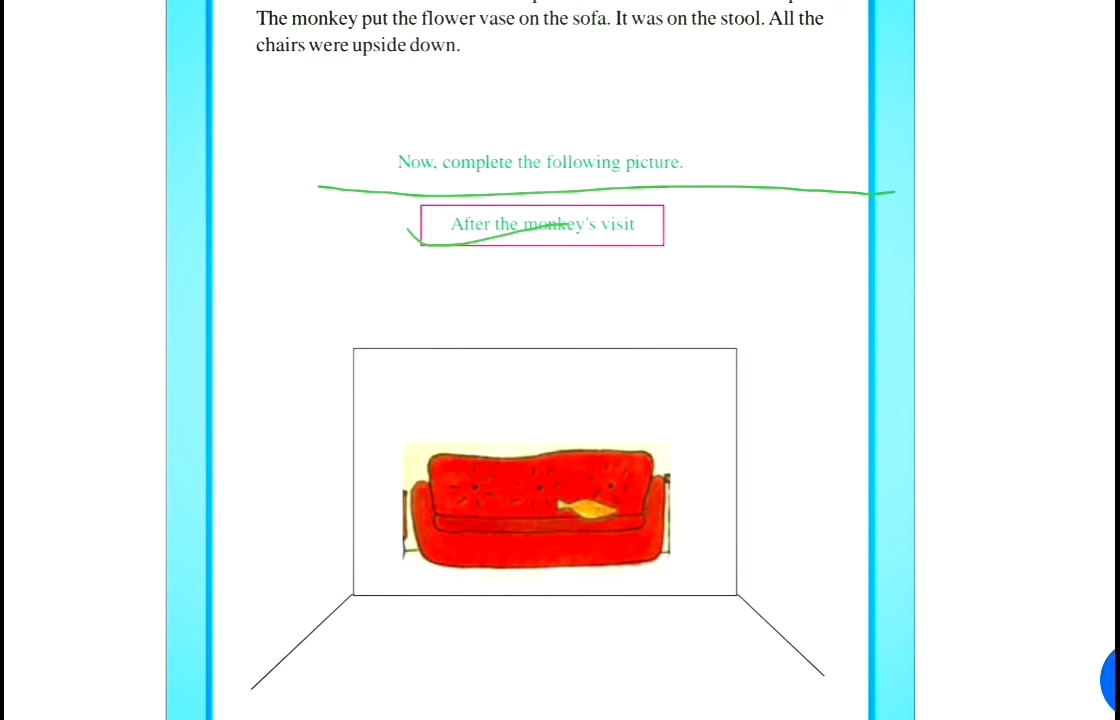 The monkey put the flower vase on the sofa. It was on the stool. All the
chairs were upside down.
Now, complete the following picture.
After the monkey's visit